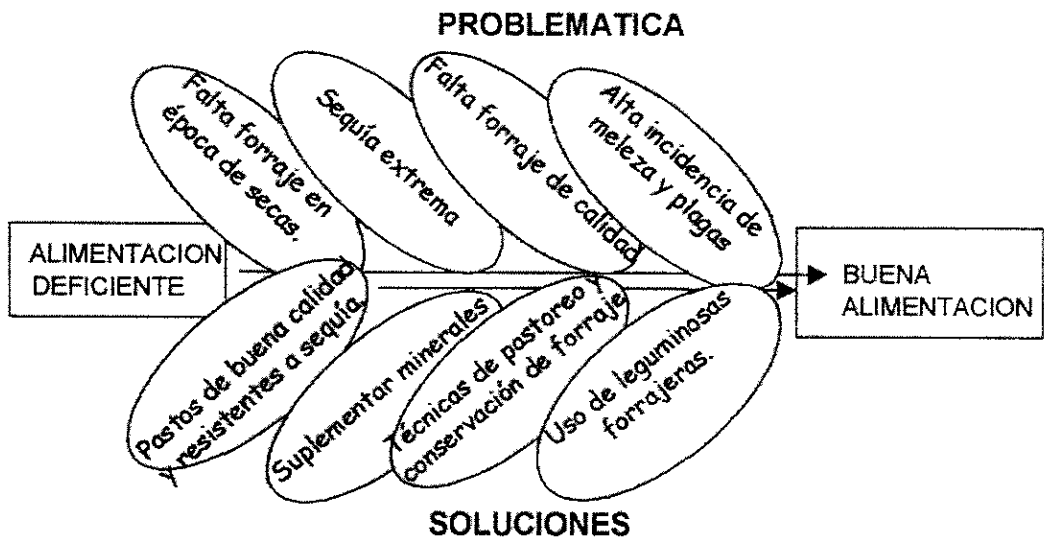 PROBLEMATICA
Falta forraje en
época de secas.
Sequía extrema
Falta forraje de calidad
Alta incidencia de
meleza y plagas
ALIMENTACION
DEFICIENTE
BUENA
ALIMENTACION
Pastos de buena calidad
y resistentes a sequía.
Suplementar minerales
Técnicas de pastoreo y
conservación de forraje
Uso de leguminosas
forrajeras.
SOLUCIONES